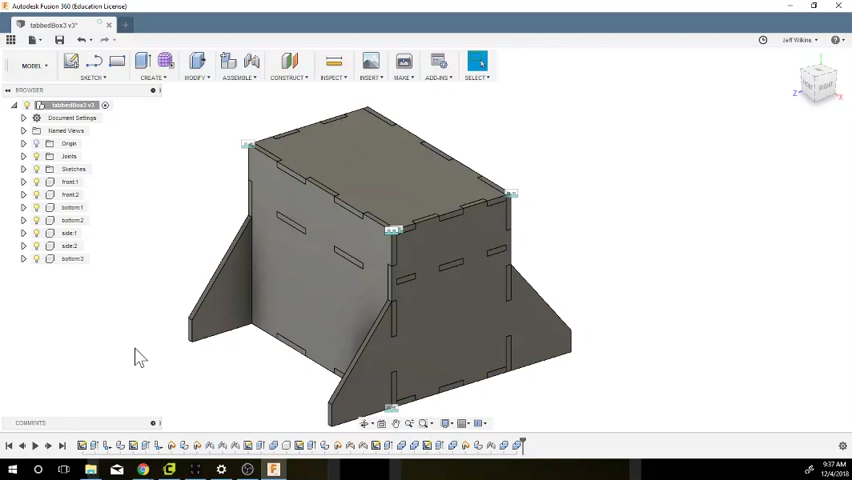 Autodesk Fusion 360 (Education License)
tabbedBox3 v3*
Jeff Wilkins
MODEL
SKETCH
CREATE
MODIFY
ASSEMBLE
CONSTRUCT
INSPECT
INSERT
MAKE
ADD-INS
SELECT
BROWSER
tabbedBox3 v3
Document Settings
Named Views
Origin
Joints
Sketches
front:1
front:2
bottom:1
bottom:2
side:1
side:2
bottom:3
RIGHT
X
Y
Z
COMMENTS
9:37 AM
12/4/2018